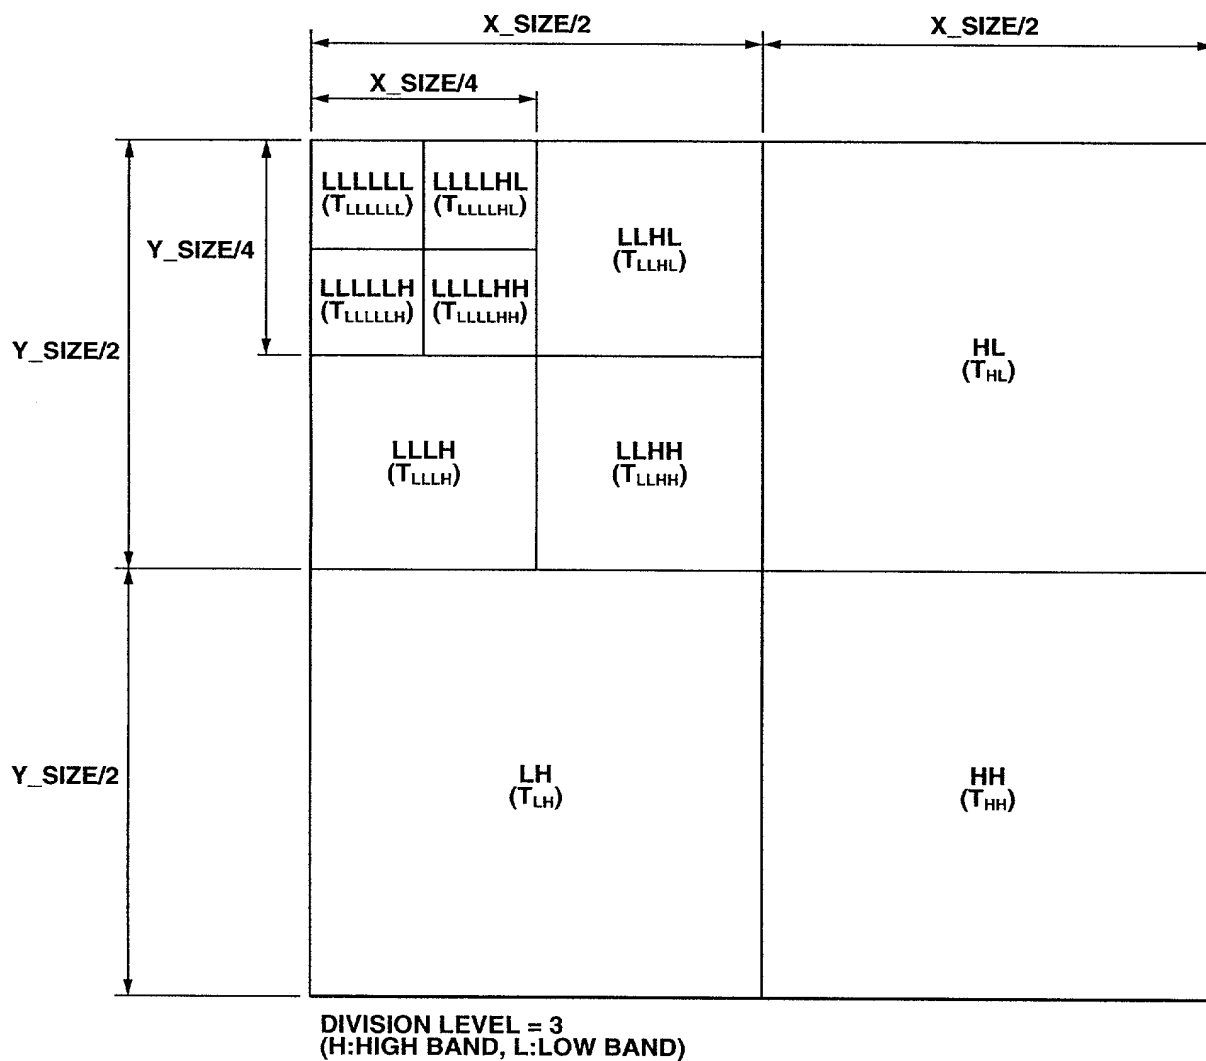 X_SIZE/2
X_SIZE/2
X_SIZE/4
LLLLLL
(TLLLLLL)
LLLLHL
(TLLLLHL)
LLHL
(TLLHL)
Y_SIZE/4
LLLLLH
(TLLLLLH)
LLLLHH
(TLLLLHH)
Y_SIZE/2
HL
(THL)
LLLH
(TLLLH)
LLHH
(TLLHH)
Y_SIZE/2
LH
(TLH)
HH
(THH)
DIVISION LEVEL = 3
(H:HIGH BAND, L:LOW BAND)